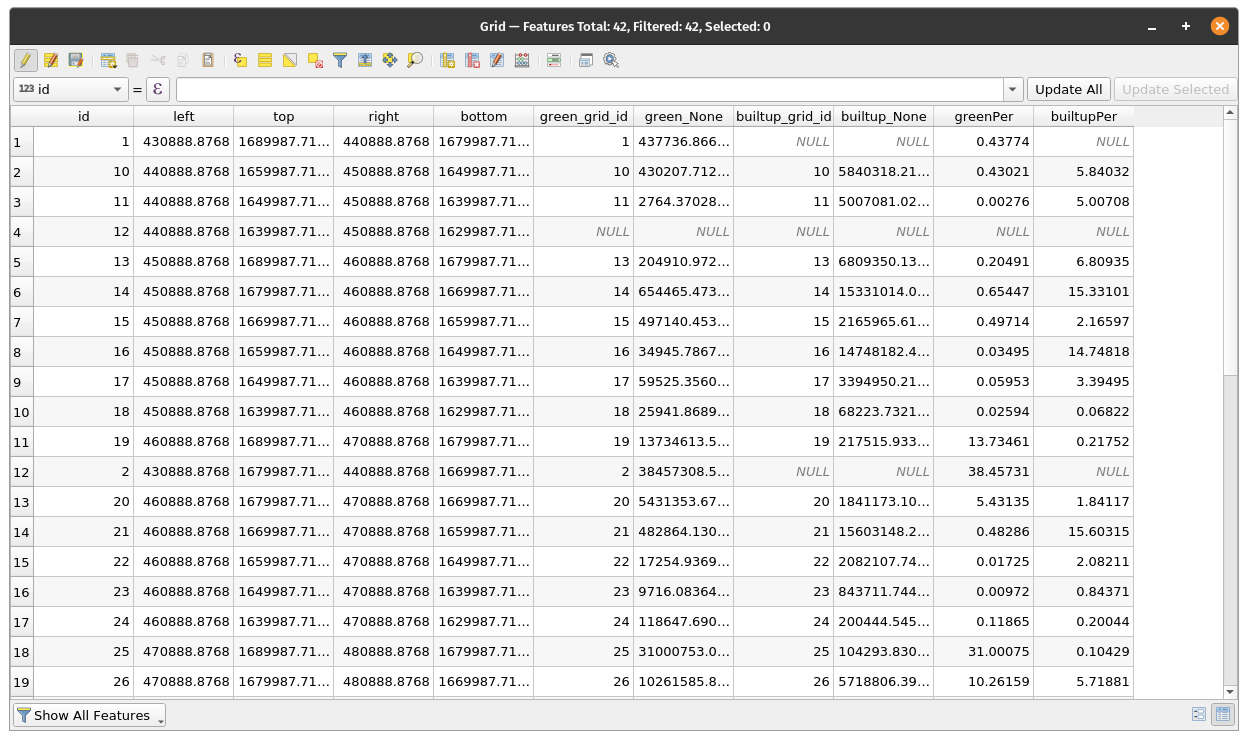 Grid — Features Total: 42, Filtered: 42, Selected: 0
123 id = ε Update All Update Selected
id left top right bottom green_grid_id green_None builtup_grid_id builtup_None greenPer builtupPer
1 1 430888.8768 1689987.71... 440888.8768 1679987.71... 1 437736.866... NULL NULL 0.43774 NULL
2 10 440888.8768 1659987.71... 450888.8768 1649987.71... 10 430207.712... 10 5840318.21... 0.43021 5.84032
3 11 440888.8768 1649987.71... 450888.8768 1639987.71... 11 2764.37028... 11 5007081.02... 0.00276 5.00708
4 12 440888.8768 1639987.71... 450888.8768 1629987.71... NULL NULL NULL NULL NULL NULL
5 13 450888.8768 1689987.71... 460888.8768 1679987.71... 13 204910.972... 13 6809350.13... 0.20491 6.80935
6 14 450888.8768 1679987.71... 460888.8768 1669987.71... 14 654465.473... 14 15331014.0... 0.65447 15.33101
7 15 450888.8768 1669987.71... 460888.8768 1659987.71... 15 497140.453... 15 2165965.61... 0.49714 2.16597
8 16 450888.8768 1659987.71... 460888.8768 1649987.71... 16 34945.7867... 16 14748182.4... 0.03495 14.74818
9 17 450888.8768 1649987.71... 460888.8768 1639987.71... 17 59525.3560... 17 3394950.21... 0.05953 3.39495
10 18 450888.8768 1639987.71... 460888.8768 1629987.71... 18 25941.8689... 18 68223.7321... 0.02594 0.06822
11 19 460888.8768 1689987.71... 470888.8768 1679987.71... 19 13734613.5... 19 217515.933... 13.73461 0.21752
12 2 430888.8768 1679987.71... 440888.8768 1669987.71... 2 38457308.5... NULL NULL 38.45731 NULL
13 20 460888.8768 1679987.71... 470888.8768 1669987.71... 20 5431353.67... 20 1841173.10... 5.43135 1.84117
14 21 460888.8768 1669987.71... 470888.8768 1659987.71... 21 482864.130... 21 15603148.2... 0.48286 15.60315
15 22 460888.8768 1659987.71... 470888.8768 1649987.71... 22 17254.9369... 22 2082107.74... 0.01725 2.08211
16 23 460888.8768 1649987.71... 470888.8768 1639987.71... 23 9716.08364... 23 843711.744... 0.00972 0.84371
17 24 460888.8768 1639987.71... 470888.8768 1629987.71... 24 118647.690... 24 200444.545... 0.11865 0.20044
18 25 470888.8768 1689987.71... 480888.8768 1679987.71... 25 31000753.0... 25 104293.830... 31.00075 0.10429
19 26 470888.8768 1679987.71... 480888.8768 1669987.71... 26 10261585.8... 26 5718806.39... 10.26159 5.71881
Show All Features